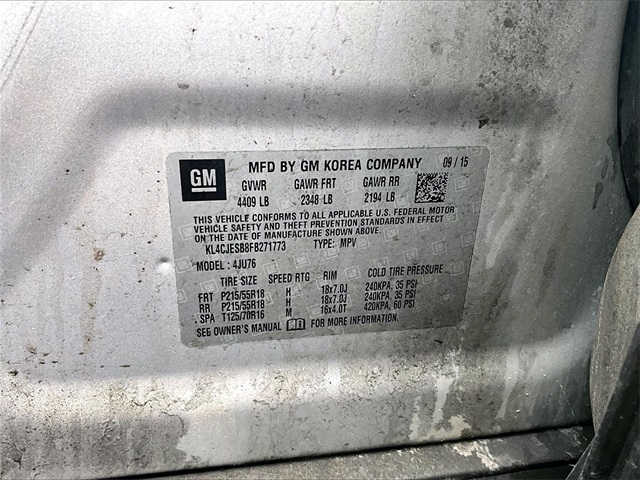 GM MFD BY GM KOREA COMPANY 09 / 15
GVWR GAWR FRT GAWR RR
4409 LB 2348 LB 2194 LB
THIS VEHICLE CONFORMS TO ALL APPLICABLE U.S. FEDERAL MOTOR
VEHICLE SAFETY AND THEFT PREVENTION STANDARDS IN EFFECT
ON THE DATE OF MANUFACTURE SHOWN ABOVE.
KL4CJESB8FB271773 TYPE: MPV
MODEL : 4JU76
TIRE SIZE SPEED RTG RIM COLD TIRE PRESSURE
FRT P215/55R18 H 18x7.0J 240KPA, 35 PSI
RR P215/55R18 H 18x7.0J 240KPA, 35 PSI
SPA T125/70R16 M 16x4.0T 420KPA, 60 PSI
SEE OWNER'S MANUAL FOR MORE INFORMATION.